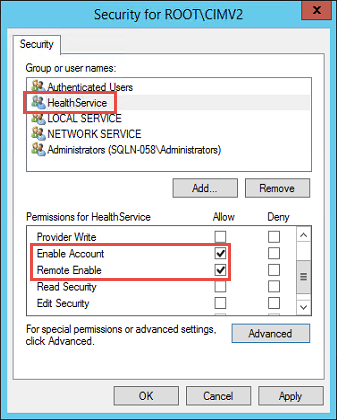 Security for ROOT\CIMV2
x
Security
Group or user names:
Authenticated Users
HealthService
LOCAL SERVICE
NETWORK SERVICE
Administrators (SQLN-058\Administrators)
Add... Remove
Permissions for HealthService Allow Deny
Provider Write
Enable Account
Remote Enable
Read Security
Edit Security
For special permissions or advanced settings, Advanced
click Advanced.
OK Cancel Apply